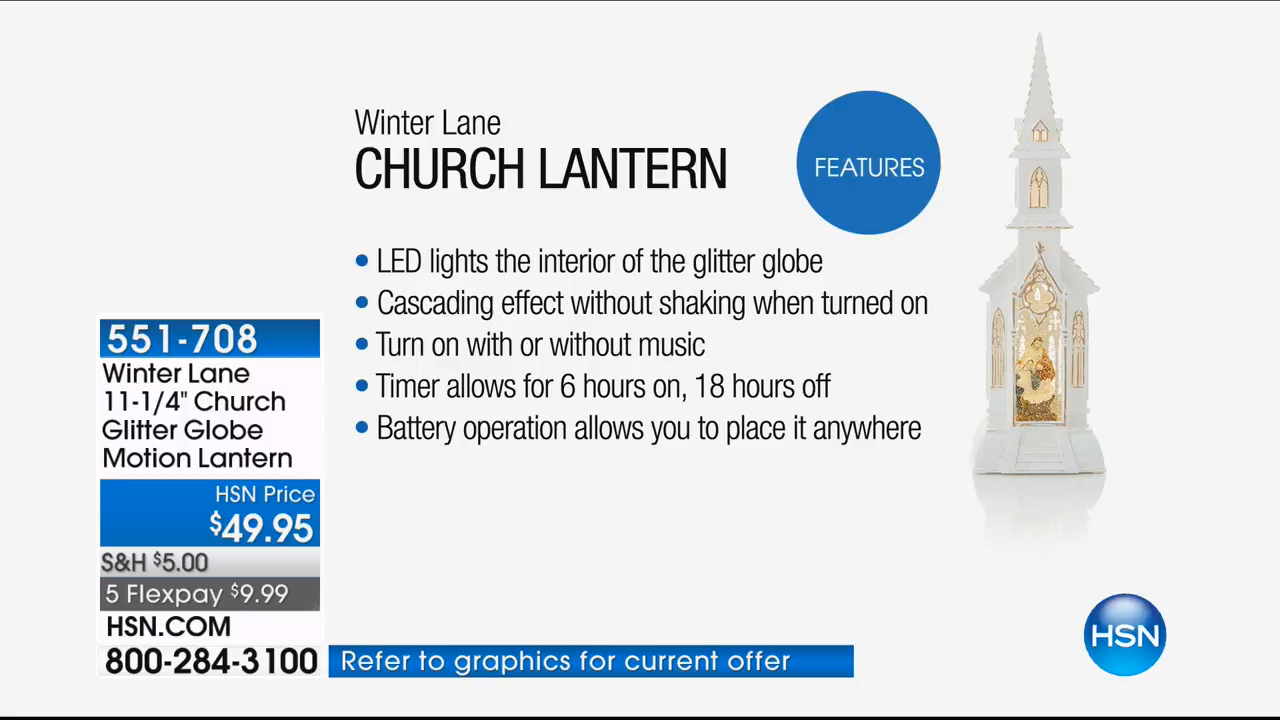 Winter Lane
CHURCH LANTERN
FEATURES
• LED lights the interior of the glitter globe
• Cascading effect without shaking when turned on
• Turn on with or without music
• Timer allows for 6 hours on, 18 hours off
• Battery operation allows you to place it anywhere
551-708
Winter Lane
11-1/4" Church
Glitter Globe
Motion Lantern
HSN Price
$49.95
S&H $5.00
5 Flexpay $9.99
HSN.COM
800-284-3100
Refer to graphics for current offer
HSN